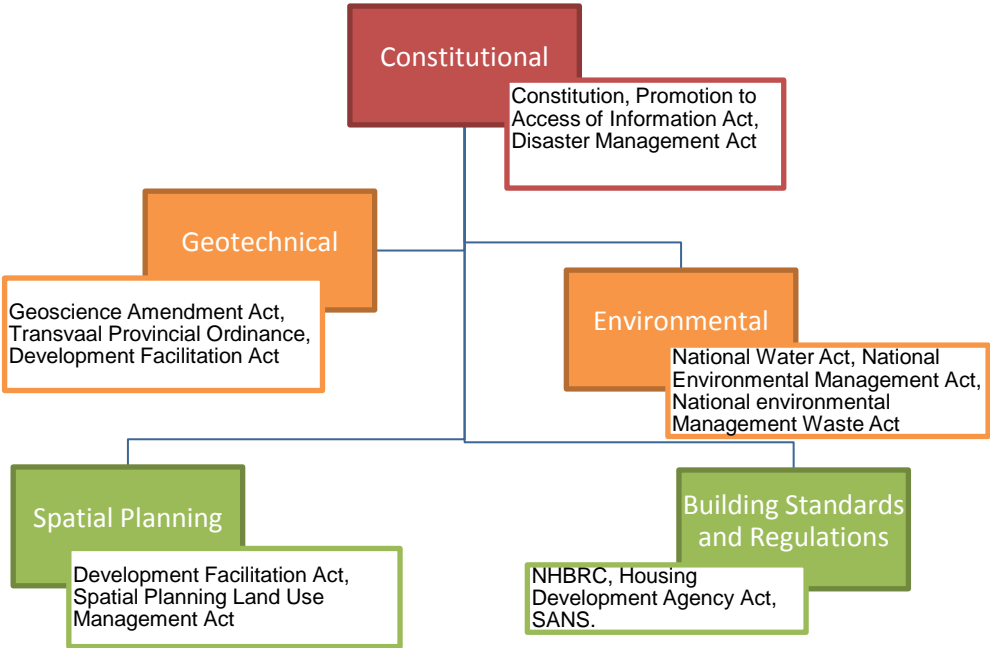 Constitutional
Constitution, Promotion to
Access of Information Act,
Disaster Management Act
Geotechnical
Geoscience Amendment Act,
Transvaal Provincial Ordinance,
Development Facilitation Act
Environmental
National Water Act, National
Environmental Management Act,
National environmental
Management Waste Act
Spatial Planning
Development Facilitation Act,
Spatial Planning Land Use
Management Act
Building Standards
and Regulations
NHBRC, Housing
Development Agency Act,
SANS.